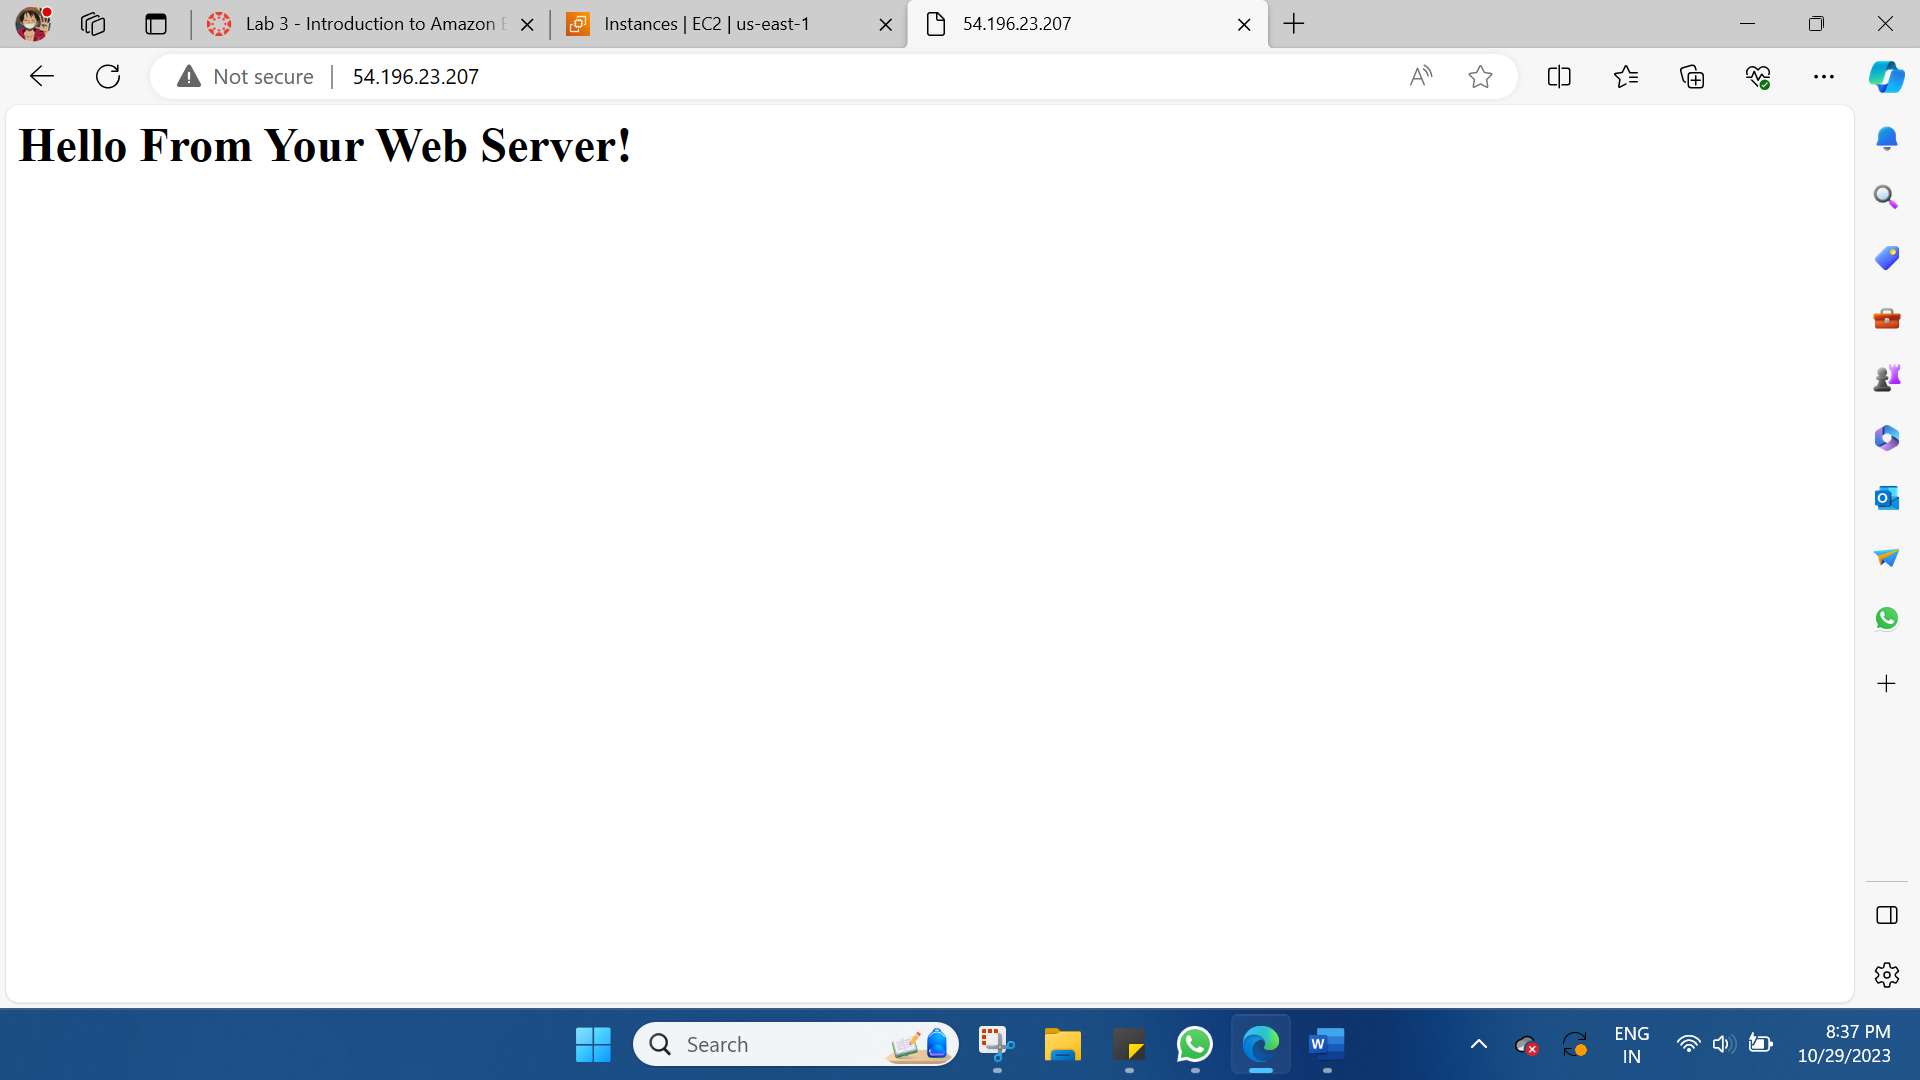 Lab 3 - Introduction to Amazon E
Instances | EC2 | us-east-1
54.196.23.207
Not secure
54.196.23.207
Hello From Your Web Server!
Search
ENG
IN
8:37 PM
10/29/2023